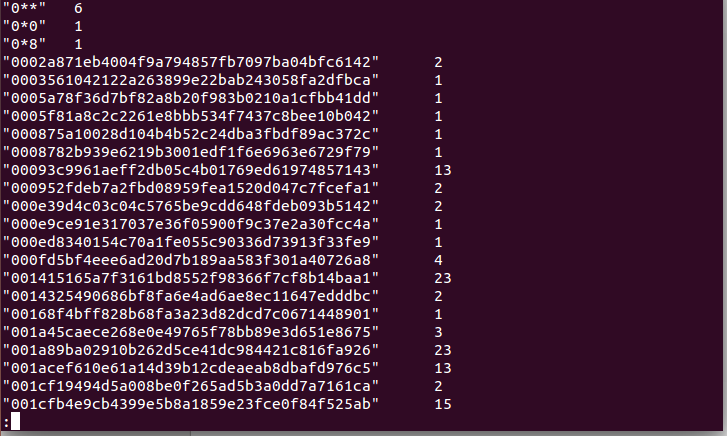 "0**"	6
"0*0"	1
"0*8"	1
"0002a871eb4004f9a794857fb7097ba04bfc6142"	2
"0003561042122a263899e22bab243058fa2dfbca"	1
"0005a78f36d7bf82a8b20f983b0210a1cfbb41dd"	1
"0005f81a8c2c2261e8bbb534f7437c8bee10b042"	1
"000875a10028d104b4b52c24dba3fbdf89ac372c"	1
"0008782b939e6219b3001edf1f6e6963e6729f79"	1
"00093c9961aeff2db05c4b01769ed61974857143"	13
"000952fdeb7a2fbd08959fea1520d047c7fcefa1"	2
"000e39d4c03c04c5765be9cdd648fdeb093b5142"	2
"000e9ce91e317037e36f05900f9c37e2a30fcc4a"	1
"000ed8340154c70a1fe055c90336d73913f33fe9"	1
"000fd5bf4eee6ad20d7b189aa583f301a40726a8"	4
"001415165a7f3161bd8552f98366f7cf8b14baa1"	23
"0014325490686bf8fa6e4ad6ae8ec11647edddbc"	2
"00168f4bff828b68fa3a23d82dcd7c0671448901"	1
"001a45caece268e0e49765f78bb89e3d651e8675"	3
"001a89ba02910b262d5ce41dc984421c816fa926"	23
"001acef610e61a14d39b12cdeaeab8dbafd976c5"	13
"001cf19494d5a008be0f265ad5b3a0dd7a7161ca"	2
"001cfb4e9cb4399e5b8a1859e23fce0f84f525ab"	15
: